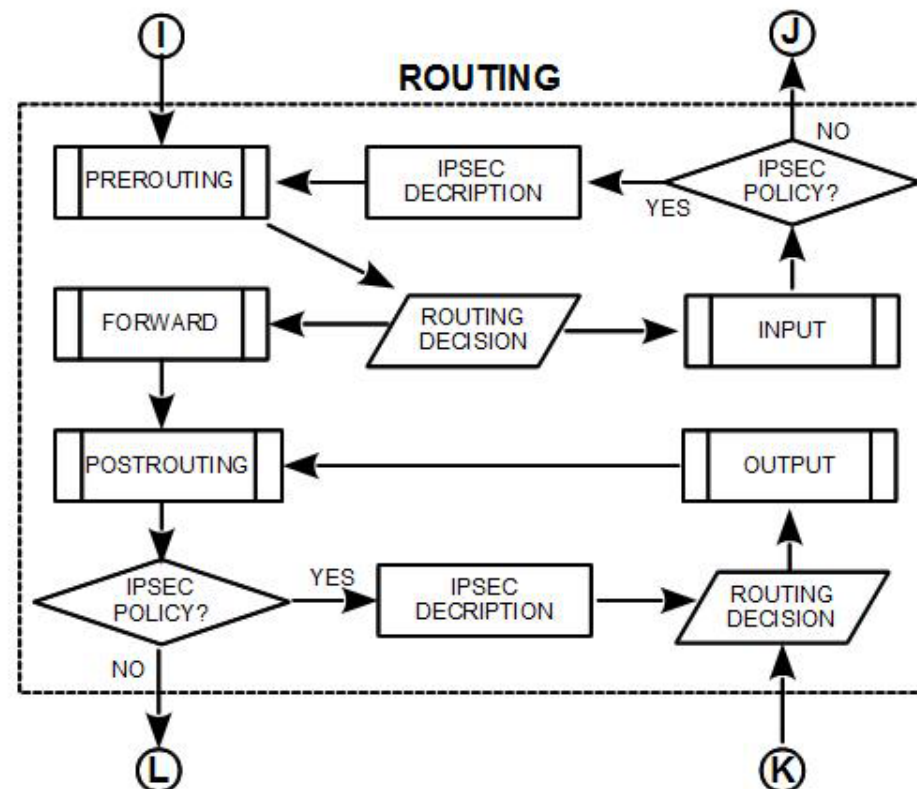 I
J
ROUTING
NO
PREROUTING
IPSEC
DECRIPTION
YES
IPSEC
POLICY?
FORWARD
ROUTING
DECISION
INPUT
POSTROUTING
OUTPUT
IPSEC
POLICY?
YES
IPSEC
DECRIPTION
ROUTING
DECISION
NO
L
K